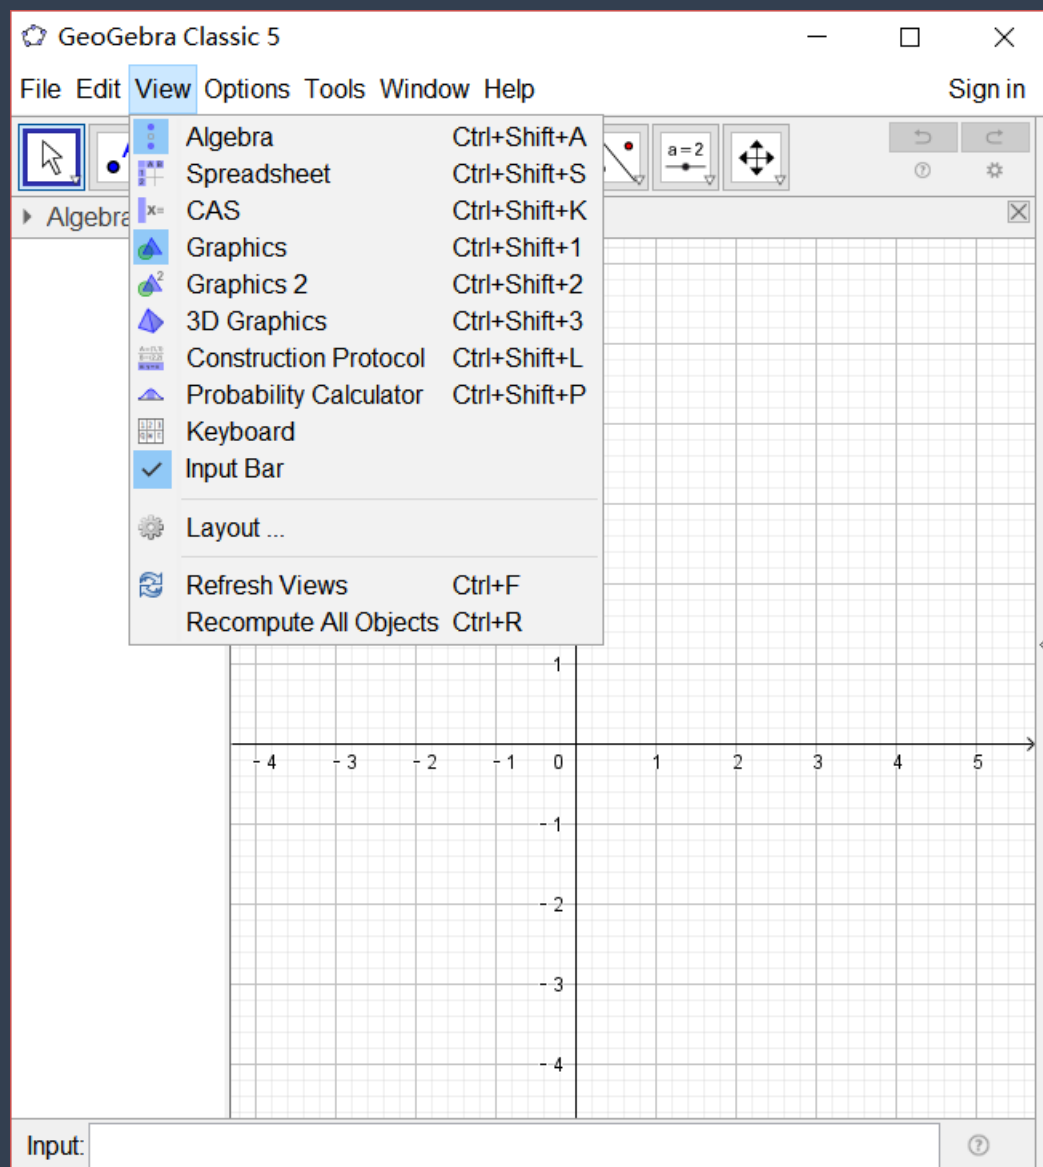 GeoGebra Classic 5
File Edit View Options Tools Window Help Sign in
a=2
Algebra
Algebra Ctrl+Shift+A
Spreadsheet Ctrl+Shift+S
CAS Ctrl+Shift+K
Graphics Ctrl+Shift+1
Graphics 2 Ctrl+Shift+2
3D Graphics Ctrl+Shift+3
Construction Protocol Ctrl+Shift+L
Probability Calculator Ctrl+Shift+P
Keyboard
Input Bar
Layout ...
Refresh Views Ctrl+F
Recompute All Objects Ctrl+R
1
-4 -3 -2 -1 0 1 2 3 4 5
-1
-2
-3
-4
Input: